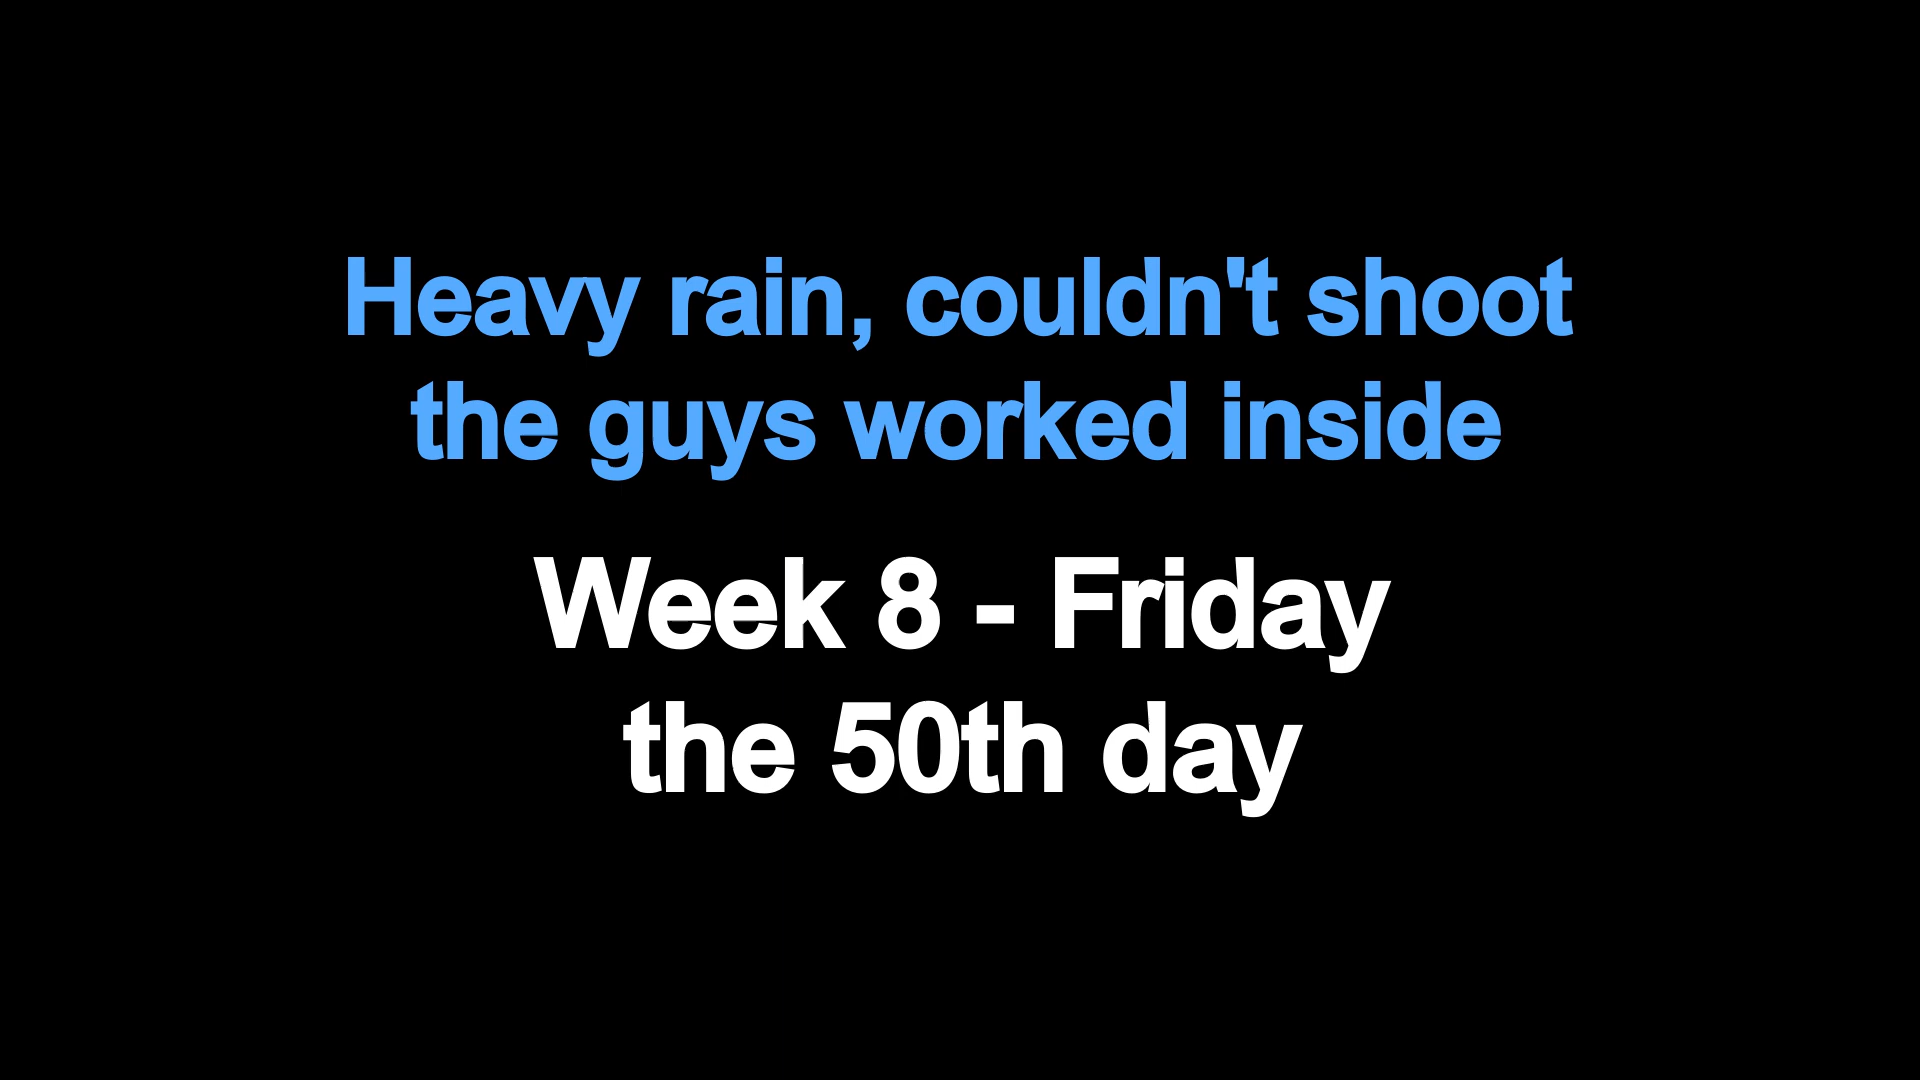 Heavy rain, couldn't shoot
the guys worked inside
Week 8 - Friday
the 50th day